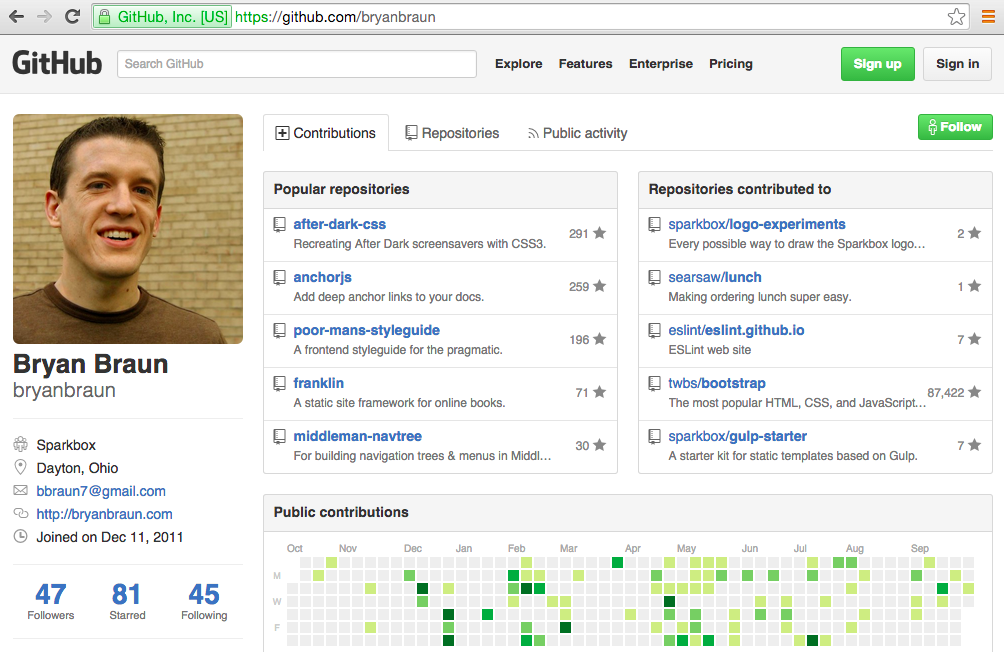 GitHub, Inc. [US] https://github.com/bryanbraun
GitHub Search GitHub Explore Features Enterprise Pricing Sign up Sign in
Contributions Repositories Public activity Follow
Bryan Braun
bryanbraun
Sparkbox
Dayton, Ohio
bbraun7@gmail.com
http://bryanbraun.com
Joined on Dec 11, 2011
47 81 45
Followers Starred Following
Popular repositories
after-dark-css
Recreating After Dark screensavers with CSS3. 291
anchorjs
Add deep anchor links to your docs. 259
poor-mans-styleguide
A frontend styleguide for the pragmatic. 196
franklin
A static site framework for online books. 71
middleman-navtree
For building navigation trees & menus in Middl... 30
Repositories contributed to
sparkbox/logo-experiments
Every possible way to draw the Sparkbox logo... 2
searsaw/lunch
Making ordering lunch super easy. 1
eslint/eslint.github.io
ESLint web site 7
twbs/bootstrap
The most popular HTML, CSS, and JavaScript... 87,422
sparkbox/gulp-starter
A starter kit for static templates based on Gulp. 7
Public contributions
Oct Nov Dec Jan Feb Mar Apr May Jun Jul Aug Sep
M
W
F